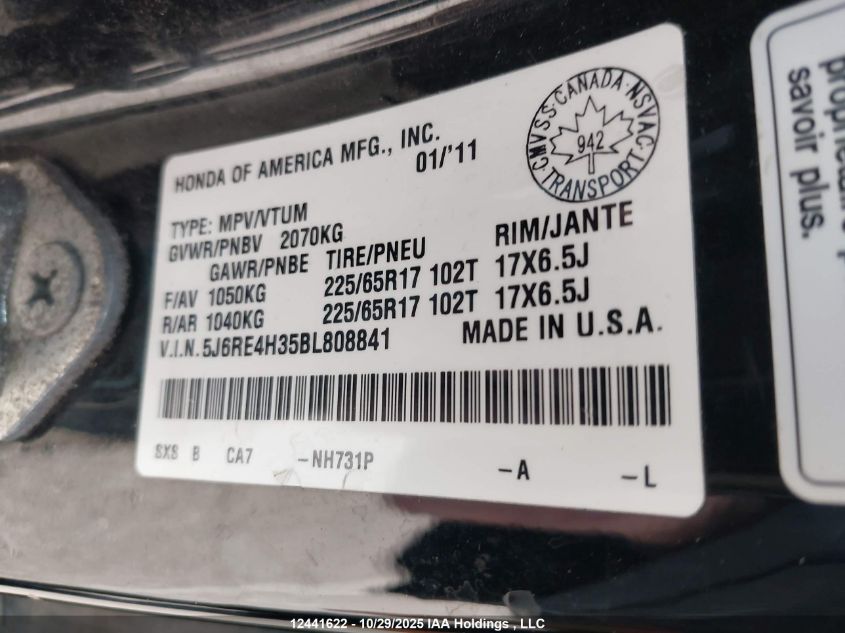 HONDA OF AMERICA MFG., INC.
01/'11
CMVSS·CANADA·NSVAC
942
·TRANSPORT·
TYPE: MPV/VTUM
GVWR/PNBV 2070KG
GAWR/PNBE TIRE/PNEU RIM/JANTE
F/AV 1050KG 225/65R17 102T 17X6.5J
R/AR 1040KG 225/65R17 102T 17X6.5J
V.I.N.5J6RE4H35BL808841 MADE IN U.S.A.
SXS B CA7 -NH731P -A -L
savoir plus.
12441622 - 10/29/2025 IAA Holdings , LLC